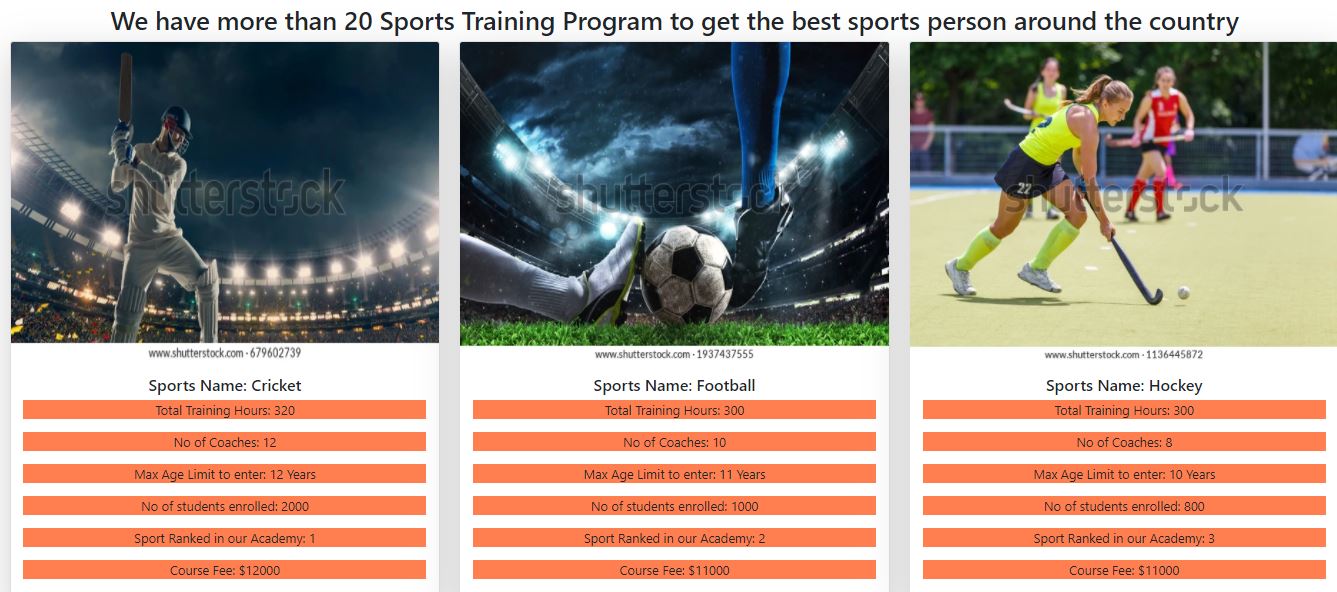 We have more than 20 Sports Training Program to get the best sports person around the country
shutterstock
www.shutterstock.com · 679602739
Sports Name: Cricket
Total Training Hours: 320
No of Coaches: 12
Max Age Limit to enter: 12 Years
No of students enrolled: 2000
Sport Ranked in our Academy: 1
Course Fee: $12000
shutterstock
www.shutterstock.com · 1937437555
Sports Name: Football
Total Training Hours: 300
No of Coaches: 10
Max Age Limit to enter: 11 Years
No of students enrolled: 1000
Sport Ranked in our Academy: 2
Course Fee: $11000
22
shutterstock
www.shutterstock.com · 1136445872
Sports Name: Hockey
Total Training Hours: 300
No of Coaches: 8
Max Age Limit to enter: 10 Years
No of students enrolled: 800
Sport Ranked in our Academy: 3
Course Fee: $11000